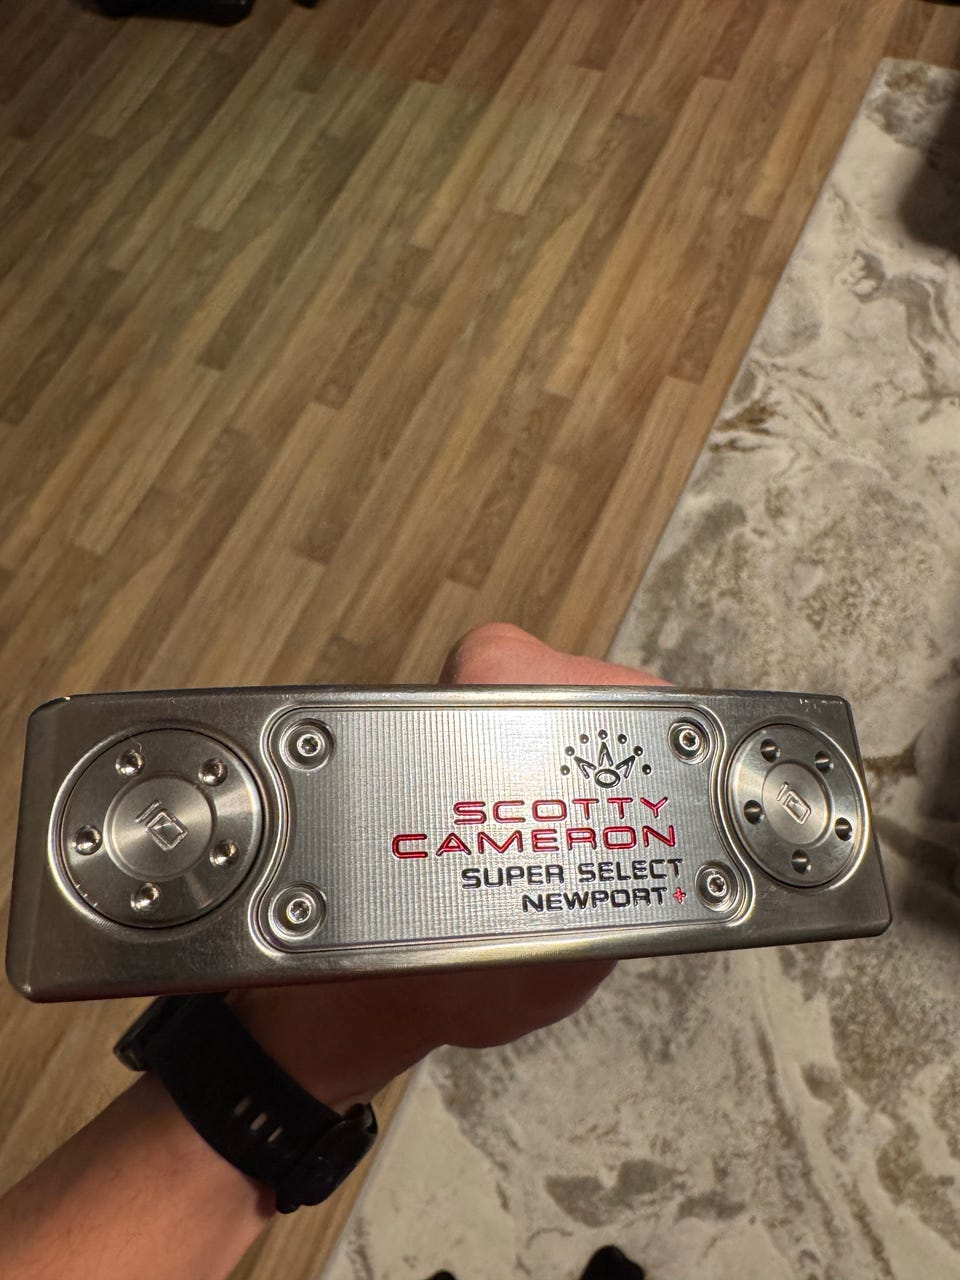 SCOTTY
CAMERON
SUPER SELECT
NEWPORT +